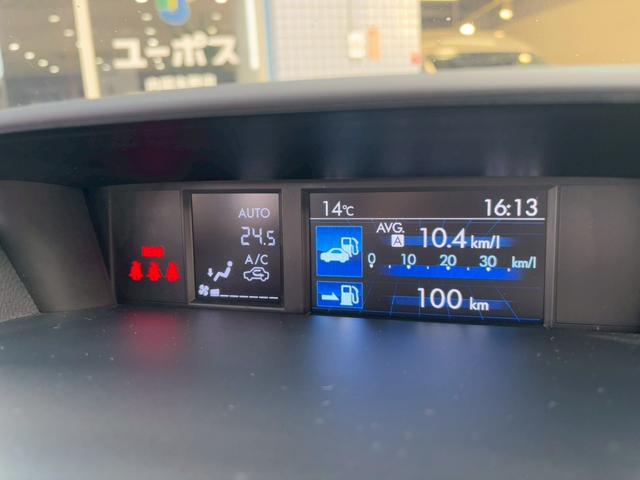 ユーポス
AUTO
24.5
A/C
14℃ 16:13
AVG.
A 10.4 km/l
0 10 20 30 km/l
100 km